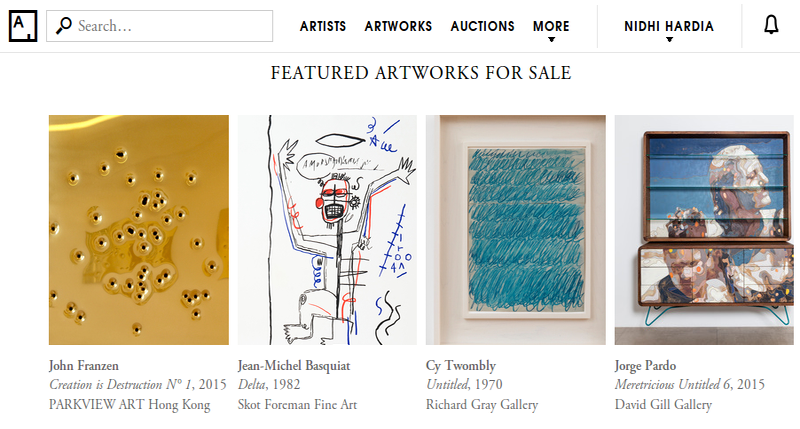 A
Search...
ARTISTS ARTWORKS AUCTIONS MORE NIDHI HARDIA
FEATURED ARTWORKS FOR SALE
John Franzen
Creation is Destruction N° 1, 2015
PARKVIEW ART Hong Kong
Jean-Michel Basquiat
Delta, 1982
Skot Foreman Fine Art
Cy Twombly
Untitled, 1970
Richard Gray Gallery
Jorge Pardo
Meretricious Untitled 6, 2015
David Gill Gallery